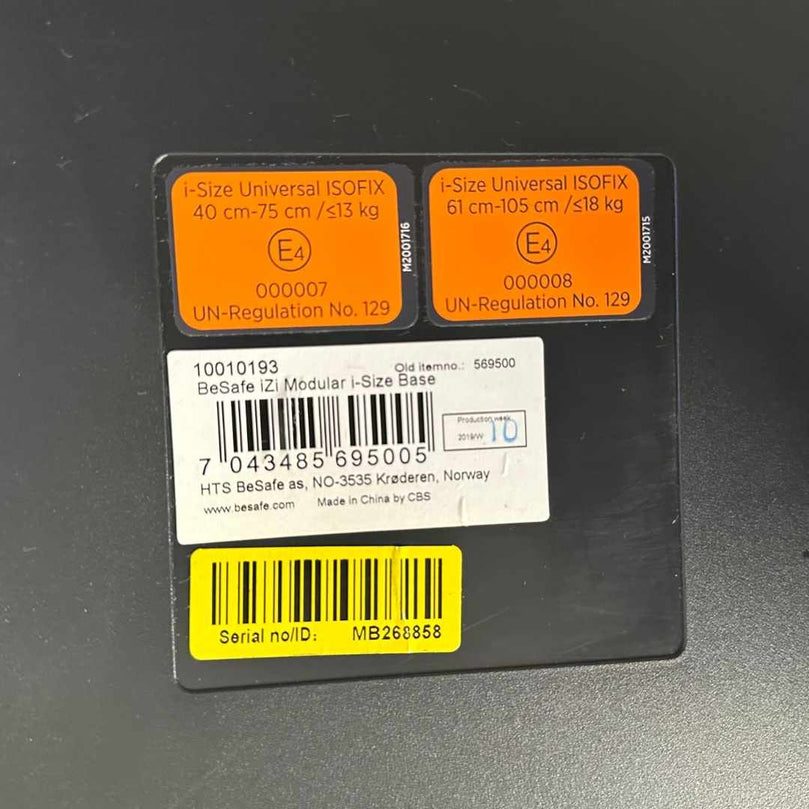 i-Size Universal ISOFIX
40 cm-75 cm /≤13 kg
E4
000007
UN-Regulation No. 129
M2001716
i-Size Universal ISOFIX
61 cm-105 cm /≤18 kg
E4
000008
UN-Regulation No. 129
M2001715
10010193 Old itemno.: 569500
BeSafe iZi Modular i-Size Base
Production week
2019/W 10
7 043485 695005
HTS BeSafe as, NO-3535 Krøderen, Norway
www.besafe.com Made in China by CBS
Serial no/ID: MB268858